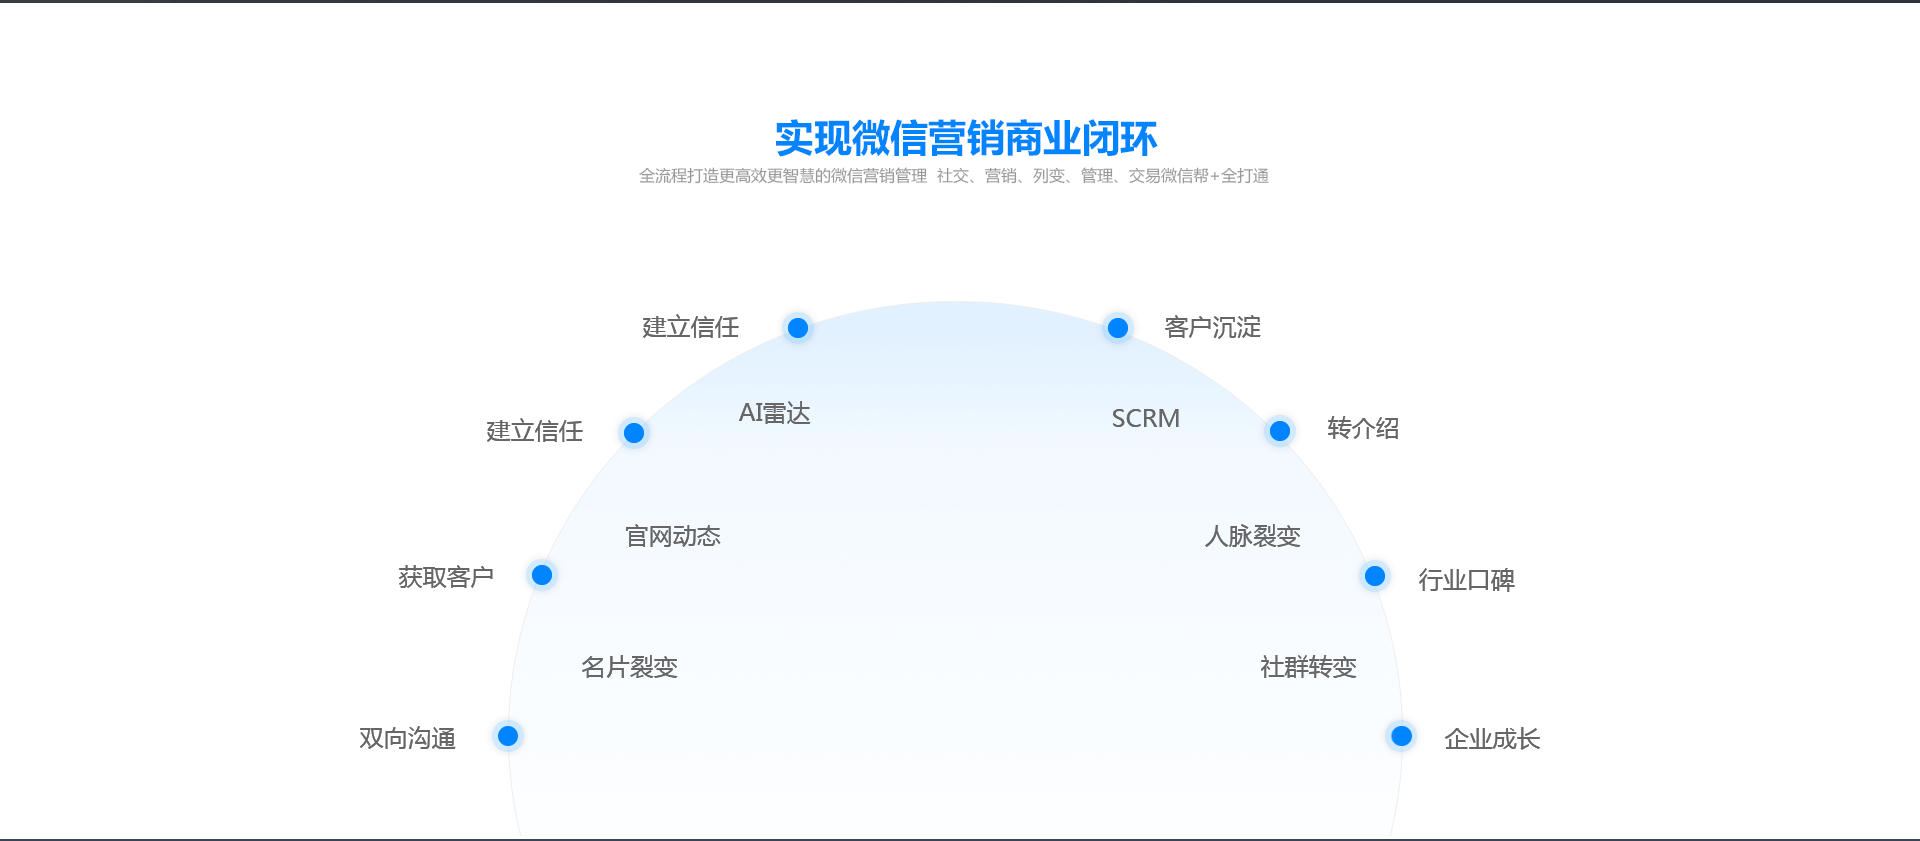 实现微信营销商业闭环
全流程打造更高效更智慧的微信营销管理 社交、营销、列变、管理、交易微信帮+全打通
建立信任
客户沉淀
AI雷达
SCRM
建立信任
转介绍
官网动态
人脉裂变
获取客户
行业口碑
名片裂变
社群转变
双向沟通
企业成长